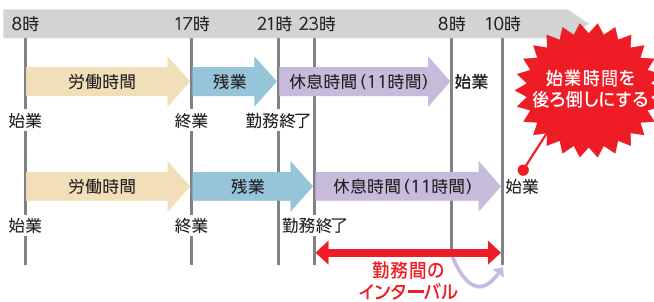 8時 17時 21時 23時 8時 10時
労働時間 残業 休息時間（11時間） 始業
始業時間を
後ろ倒しにする
始業 終業 勤務終了
労働時間 残業 休息時間（11時間） 始業
始業 終業 勤務終了
勤務間の
インターバル